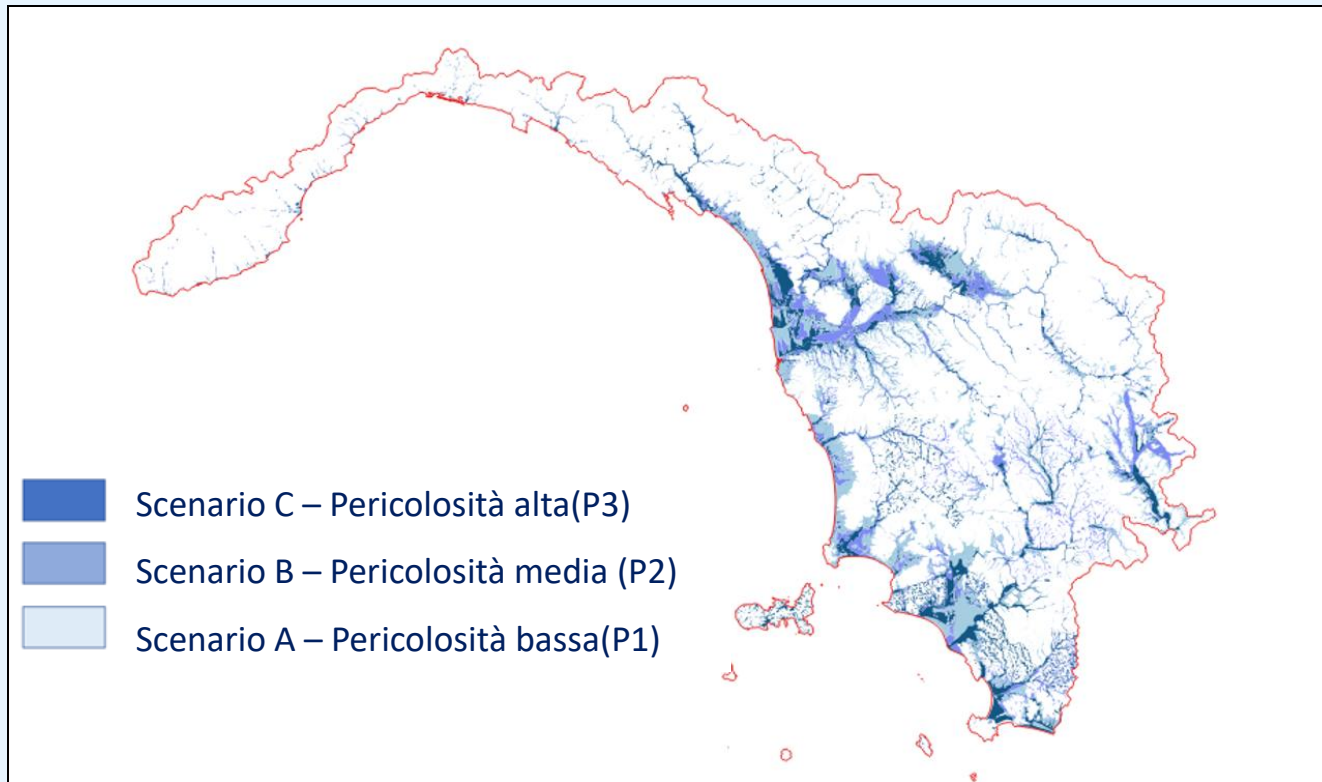 Scenario C – Pericolosità alta(P3)
Scenario B – Pericolosità media (P2)
Scenario A – Pericolosità bassa(P1)